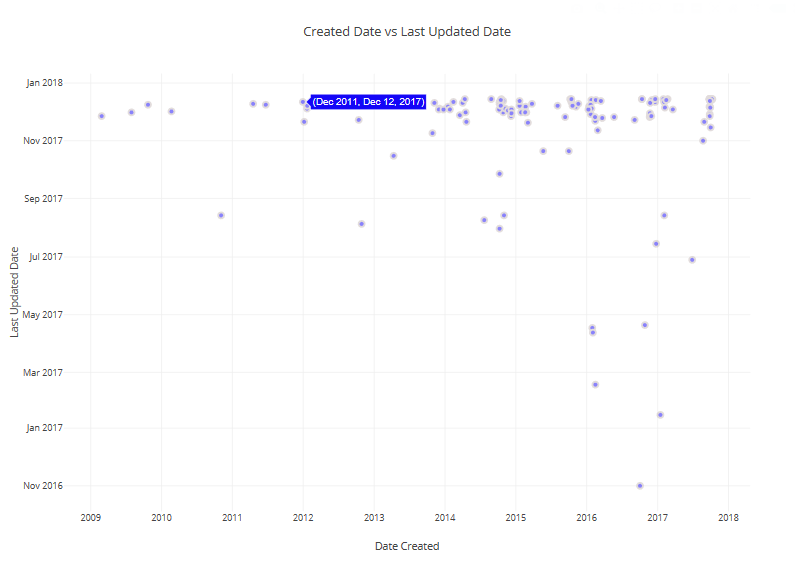 Created Date vs Last Updated Date
Jan 2018
(Dec 2011, Dec 12, 2017)
Nov 2017
Sep 2017
Jul 2017
May 2017
Mar 2017
Jan 2017
Nov 2016
Last Updated Date
2009 2010 2011 2012 2013 2014 2015 2016 2017 2018
Date Created